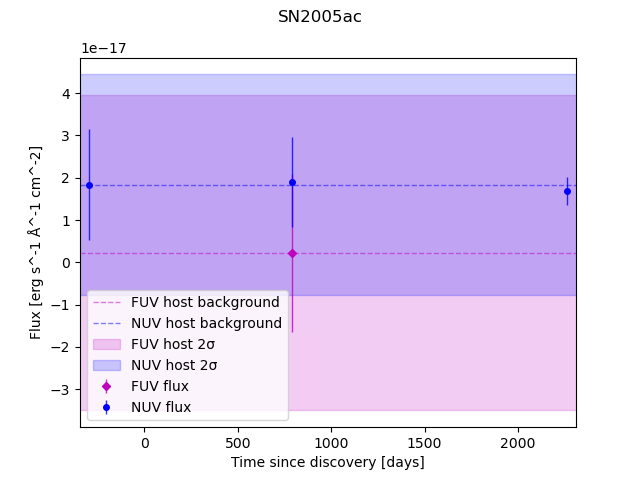 SN2005ac
1e−17
Flux [erg s^-1 Å^-1 cm^-2]
4
3
2
1
0
−1
−2
−3
FUV host background
NUV host background
FUV host 2σ
NUV host 2σ
FUV flux
NUV flux
0
500
1000
1500
2000
Time since discovery [days]